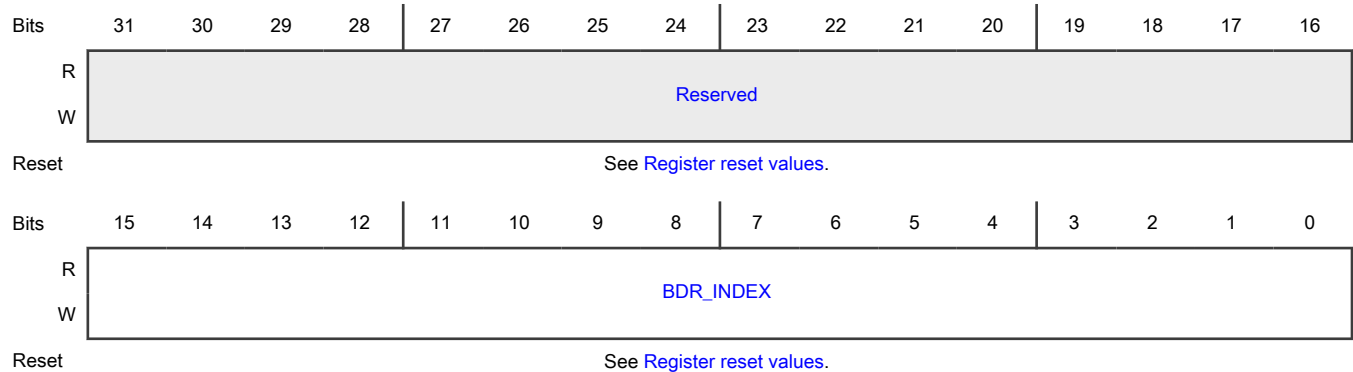 Bits 31 30 29 28 27 26 25 24 23 22 21 20 19 18 17 16
R
Reserved
W
Reset See Register reset values.
Bits 15 14 13 12 11 10 9 8 7 6 5 4 3 2 1 0
R
BDR_INDEX
W
Reset See Register reset values.